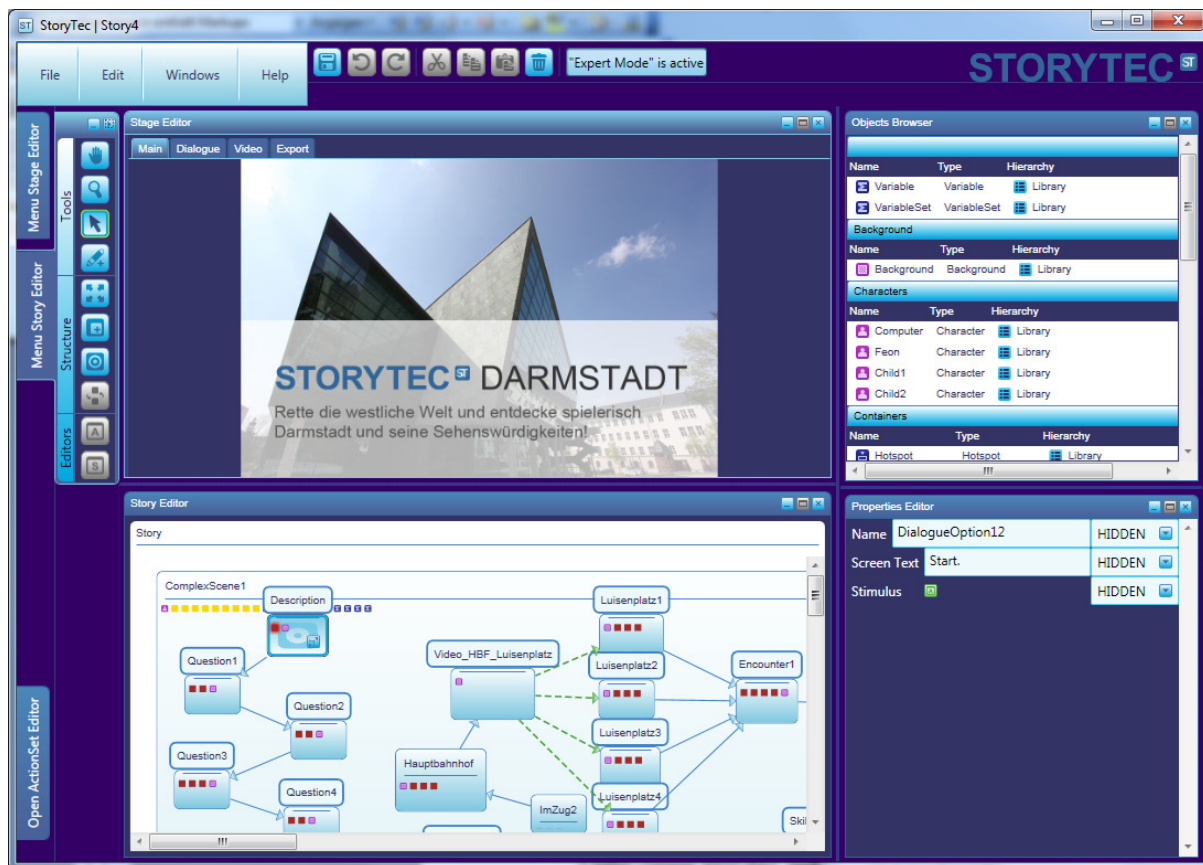 StoryTec | Story4
File Edit Windows Help
"Expert Mode" is active
STORYTEC ST
Menu Stage Editor
Menu Story Editor
Open ActionSet Editor
Tools
Structure
Editors
A
S
Stage Editor
Main Dialogue Video Export
STORYTEC ST DARMSTADT
Rette die westliche Welt und entdecke spielerisch
Darmstadt und seine Sehenswürdigkeiten!
Objects Browser
Name Type Hierarchy
Variable Variable Library
VariableSet VariableSet Library
Background
Name Type Hierarchy
Background Background Library
Characters
Name Type Hierarchy
Computer Character Library
Feon Character Library
Child1 Character Library
Child2 Character Library
Containers
Name Type Hierarchy
Hotspot Hotspot Library
Story Editor
Story
ComplexScene1
Description
Luisenplatz1
Question1
Video_HBF_Luisenplatz
Luisenplatz2
Encounter1
Question2
Luisenplatz3
Question3
Hauptbahnhof
Question4
ImZug2
Luisenplatz4
Properties Editor
Name DialogueOption12 HIDDEN
Screen Text Start. HIDDEN
Stimulus HIDDEN